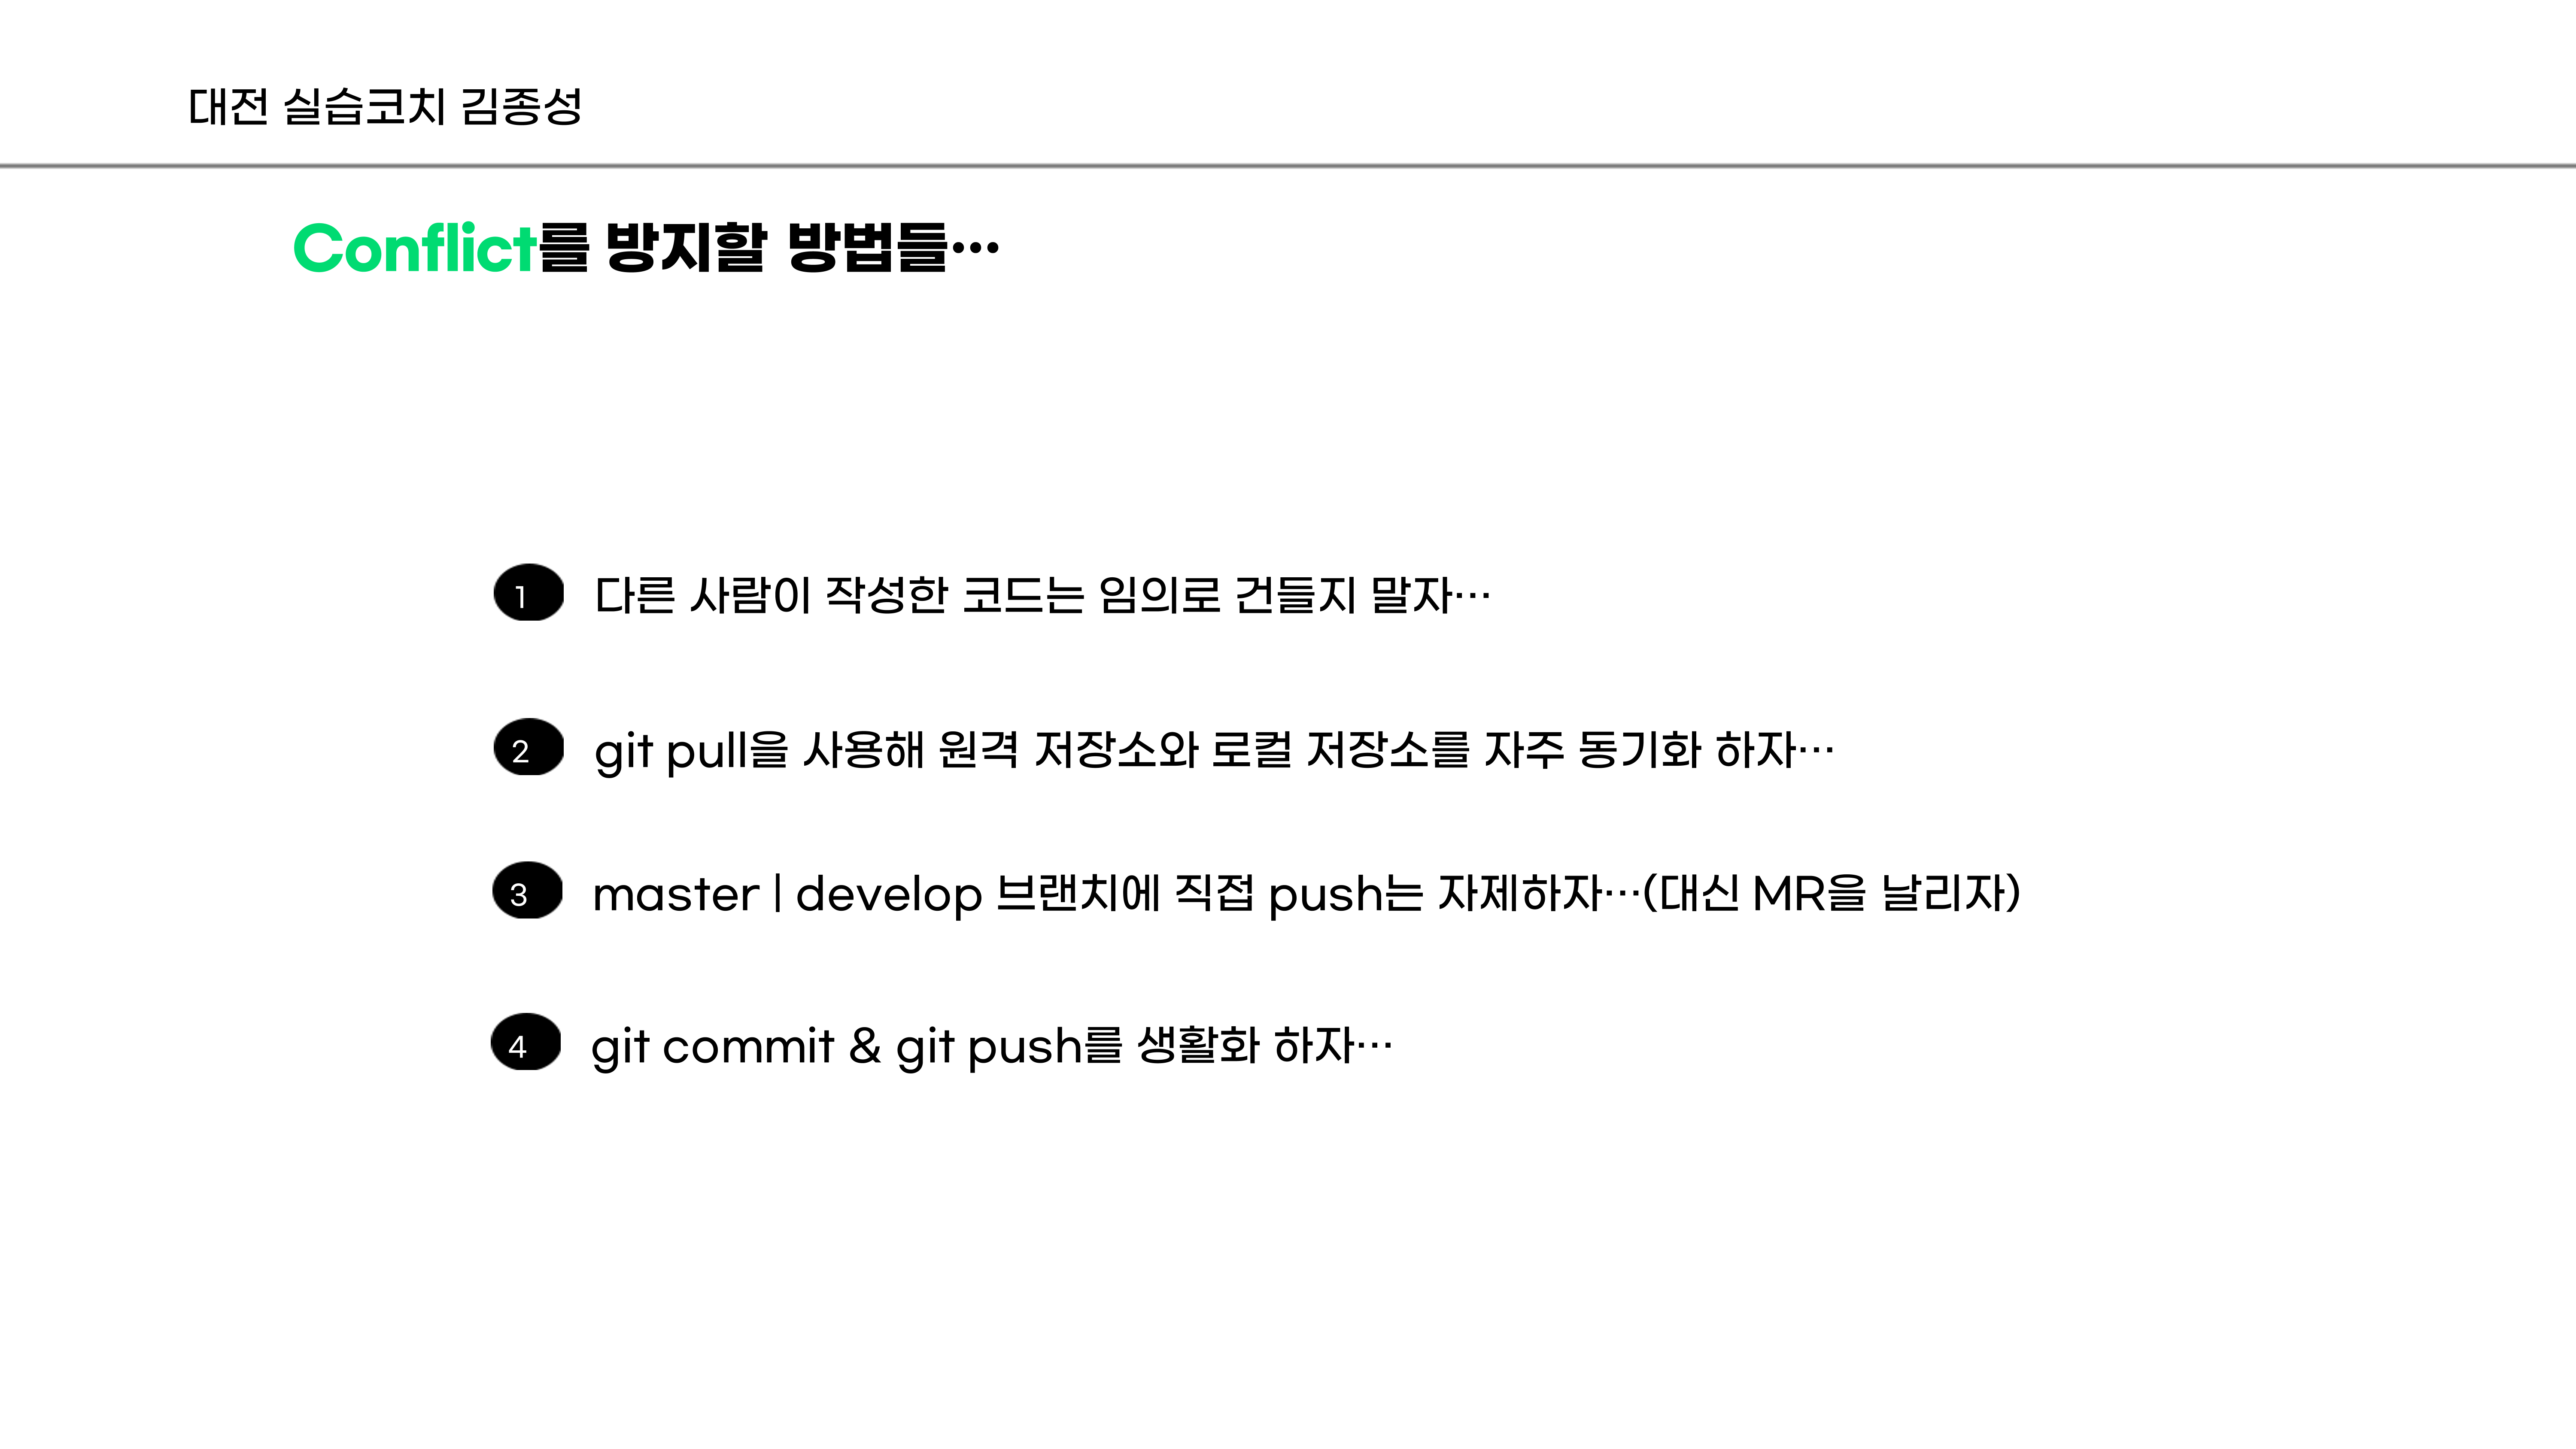 대전 실습코치 김종성
Conflict를 방지할 방법들…
1 다른 사람이 작성한 코드는 임의로 건들지 말자…
2 git pull을 사용해 원격 저장소와 로컬 저장소를 자주 동기화 하자…
3 master | develop 브랜치에 직접 push는 자제하자…(대신 MR을 날리자)
4 git commit & git push를 생활화 하자…